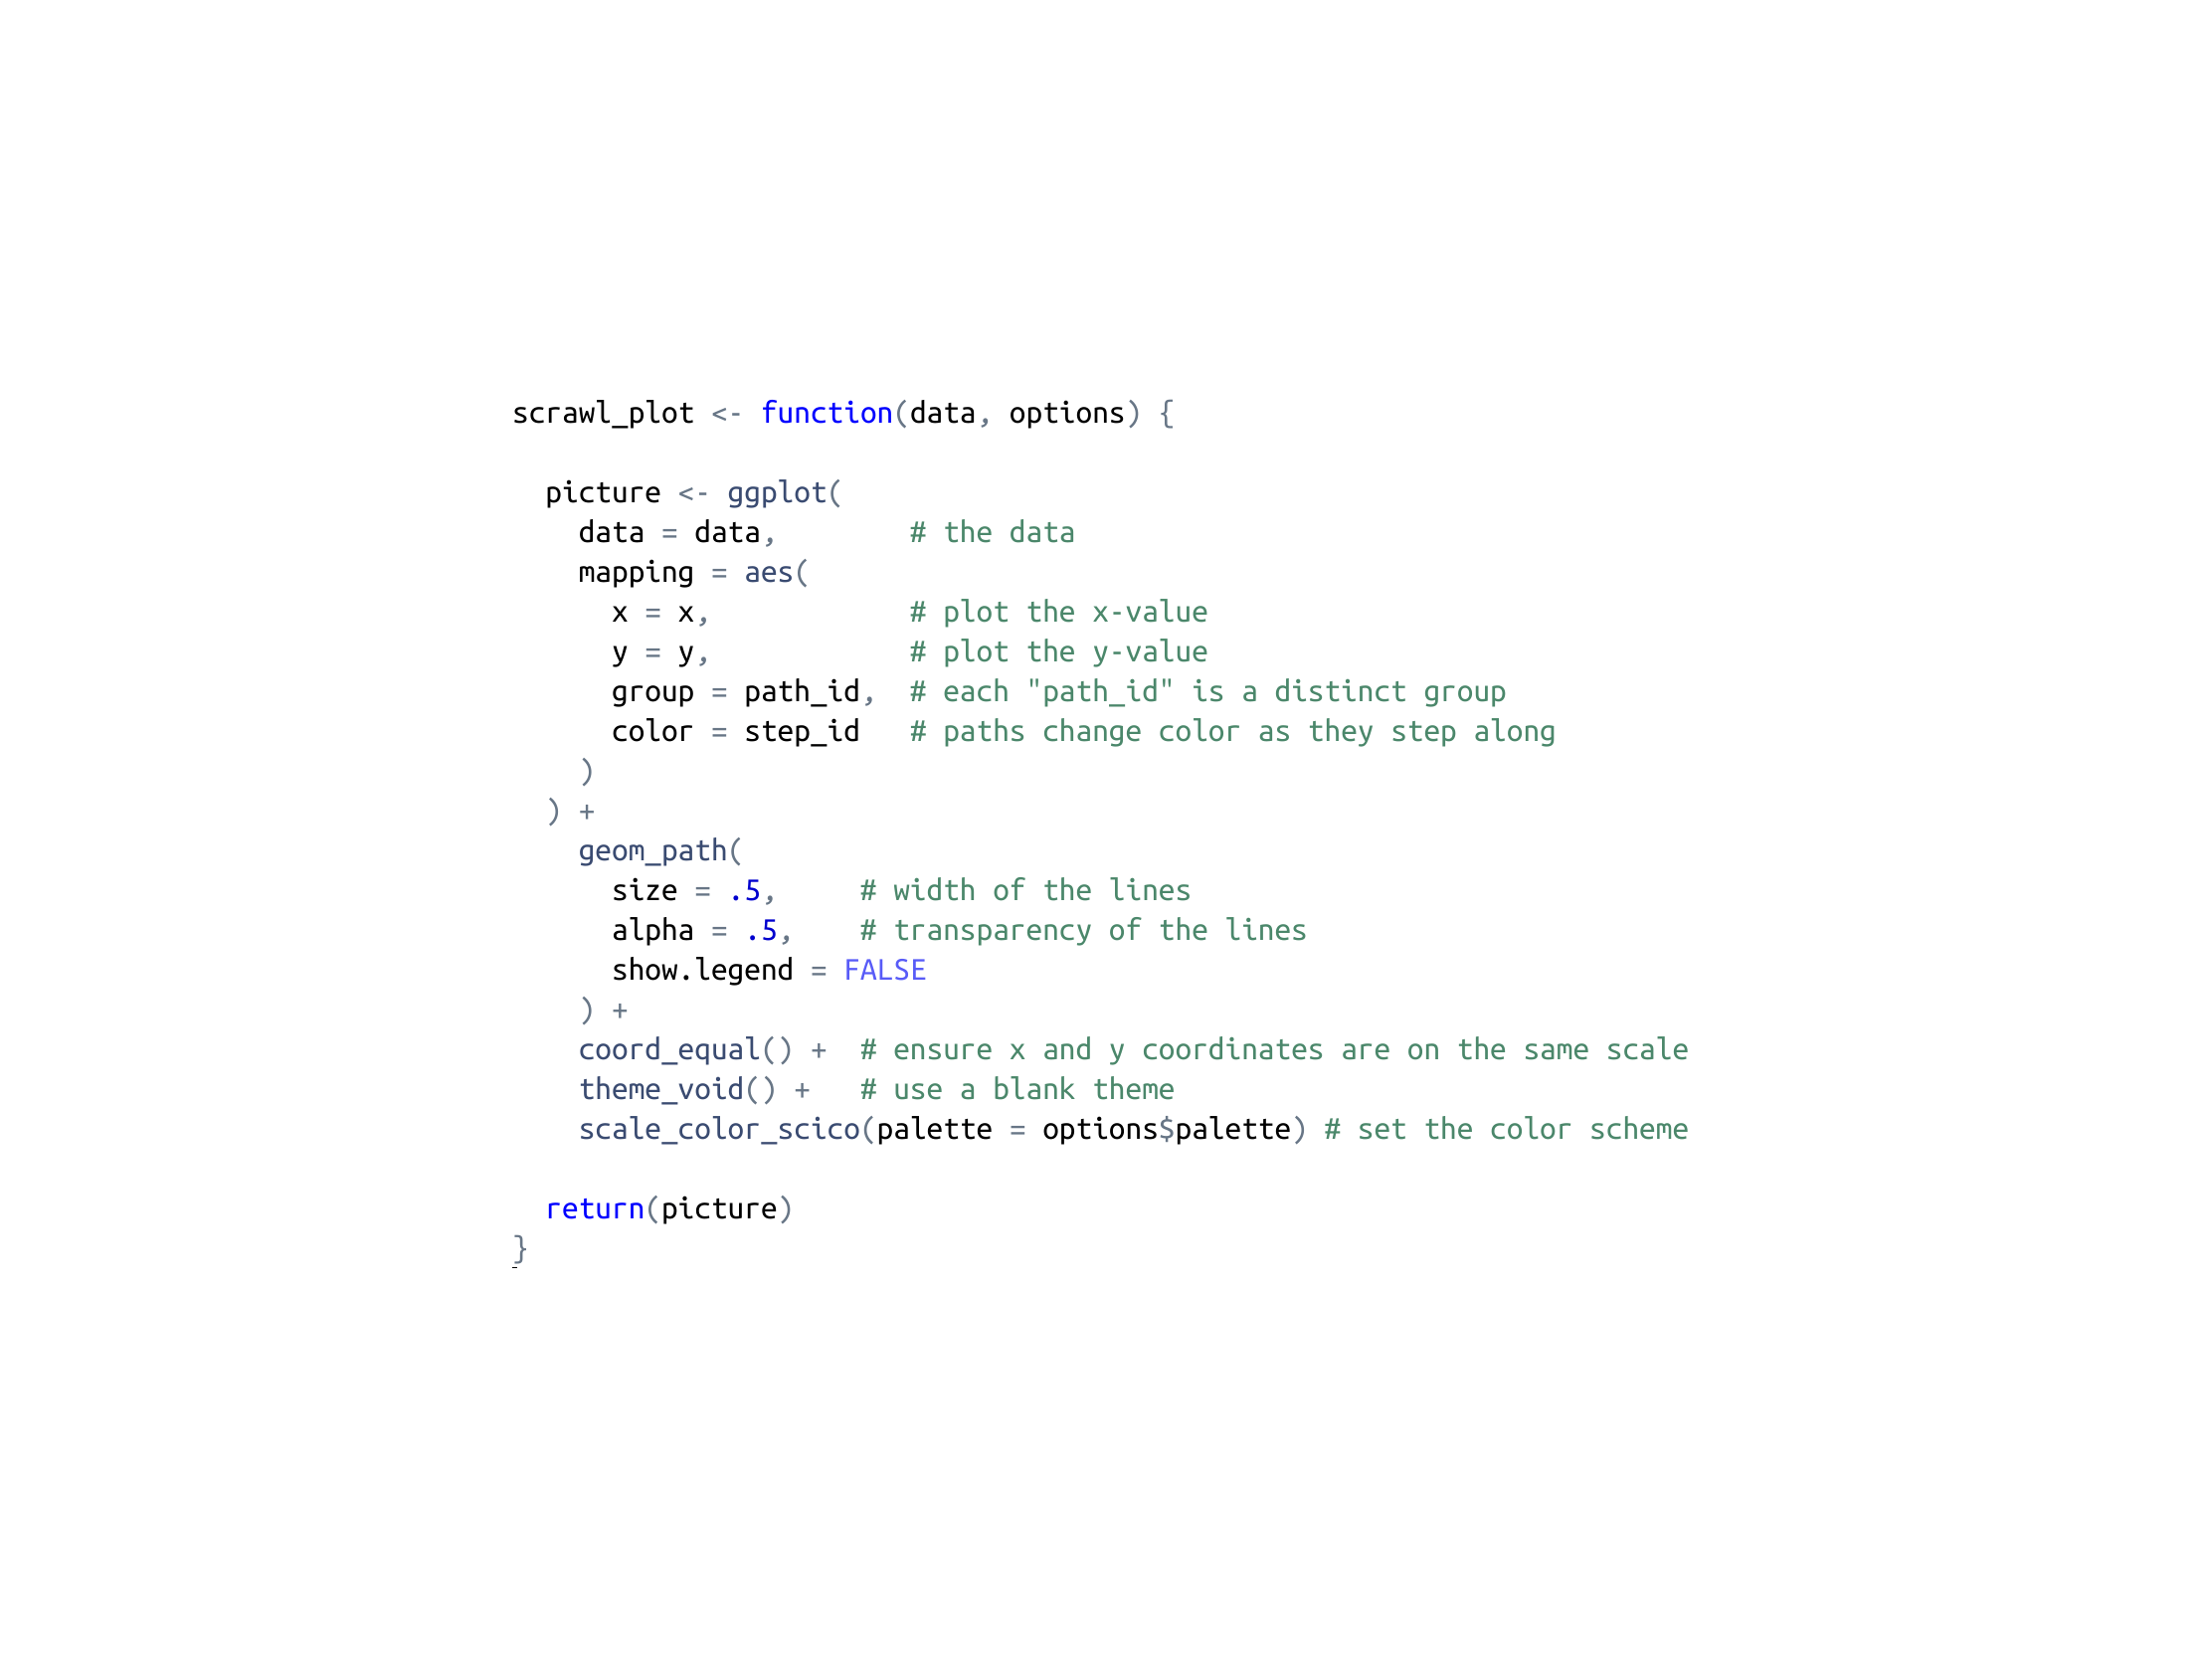 scrawl_plot <- function(data, options) {

  picture <- ggplot(
    data = data,        # the data
    mapping = aes(
      x = x,            # plot the x-value
      y = y,            # plot the y-value
      group = path_id,  # each "path_id" is a distinct group
      color = step_id   # paths change color as they step along
    )
  ) +
    geom_path(
      size = .5,     # width of the lines
      alpha = .5,    # transparency of the lines
      show.legend = FALSE
    ) +
    coord_equal() +  # ensure x and y coordinates are on the same scale
    theme_void() +   # use a blank theme
    scale_color_scico(palette = options$palette) # set the color scheme

  return(picture)
}